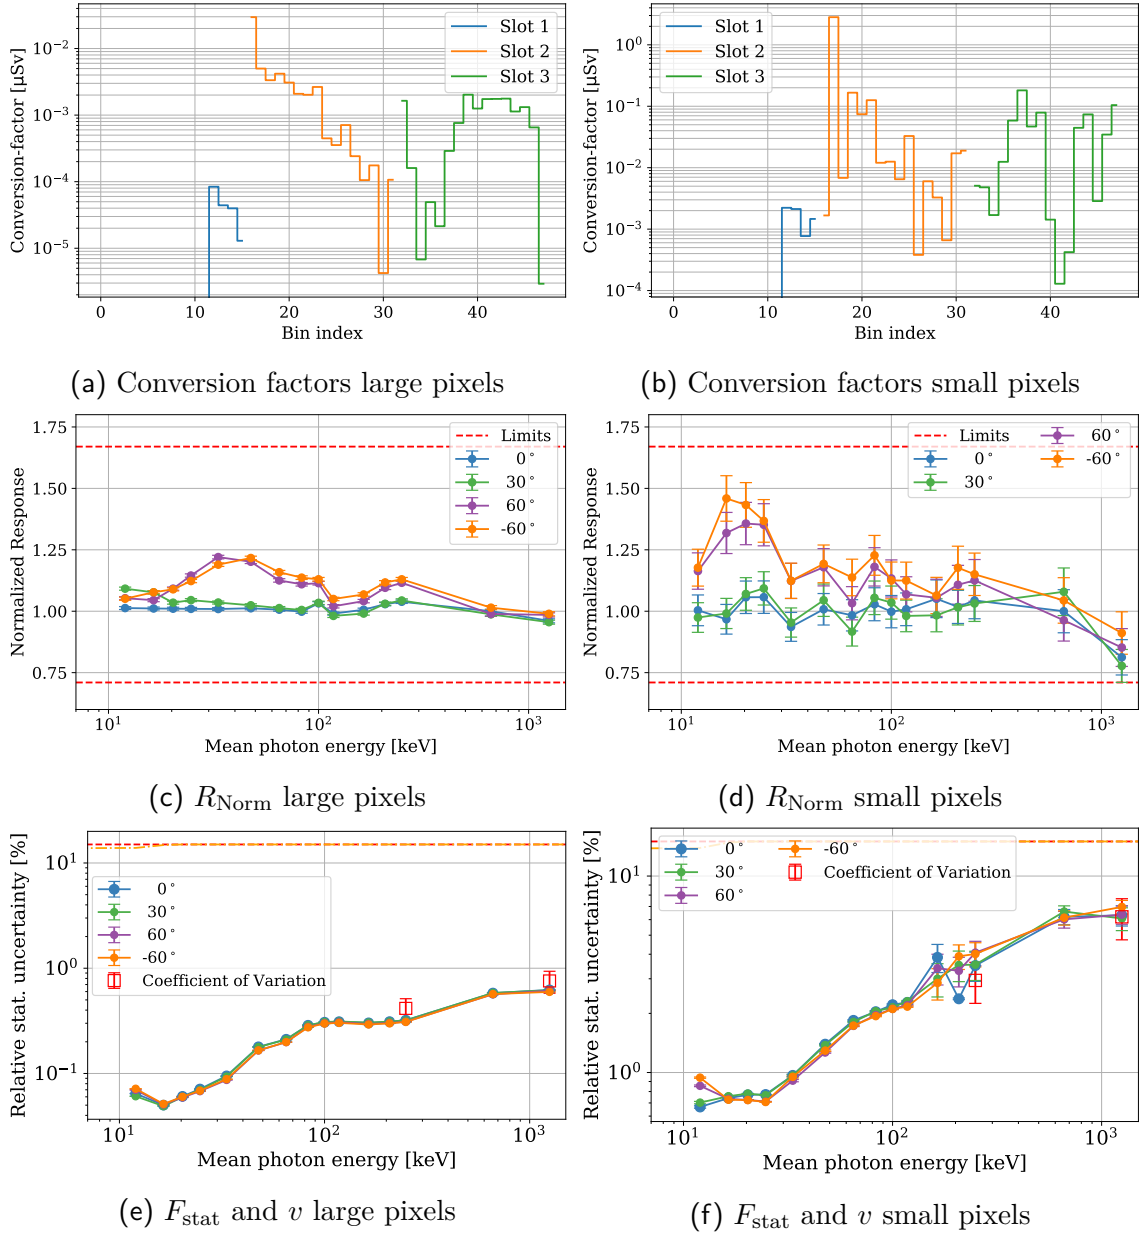 Conversion-factor [µSv]
10⁻²
10⁻³
10⁻⁴
10⁻⁵
Slot 1
Slot 2
Slot 3
0 10 20 30 40
Bin index
(a) Conversion factors large pixels
Conversion-factor [µSv]
10⁰
10⁻¹
10⁻²
10⁻³
10⁻⁴
Slot 1
Slot 2
Slot 3
0 10 20 30 40
Bin index
(b) Conversion factors small pixels
Normalized Response
1.75
1.50
1.25
1.00
0.75
Limits
0°
30°
60°
-60°
10¹ 10² 10³
Mean photon energy [keV]
(c) R_Norm large pixels
Normalized Response
1.75
1.50
1.25
1.00
0.75
Limits
0°
30°
60°
-60°
10¹ 10² 10³
Mean photon energy [keV]
(d) R_Norm small pixels
Relative stat. uncertainty [%]
10¹
10⁰
10⁻¹
0°
30°
60°
-60°
Coefficient of Variation
10¹ 10² 10³
Mean photon energy [keV]
(e) F_stat and v large pixels
Relative stat. uncertainty [%]
10¹
10⁰
0°
30°
60°
-60°
Coefficient of Variation
10¹ 10² 10³
Mean photon energy [keV]
(f) F_stat and v small pixels